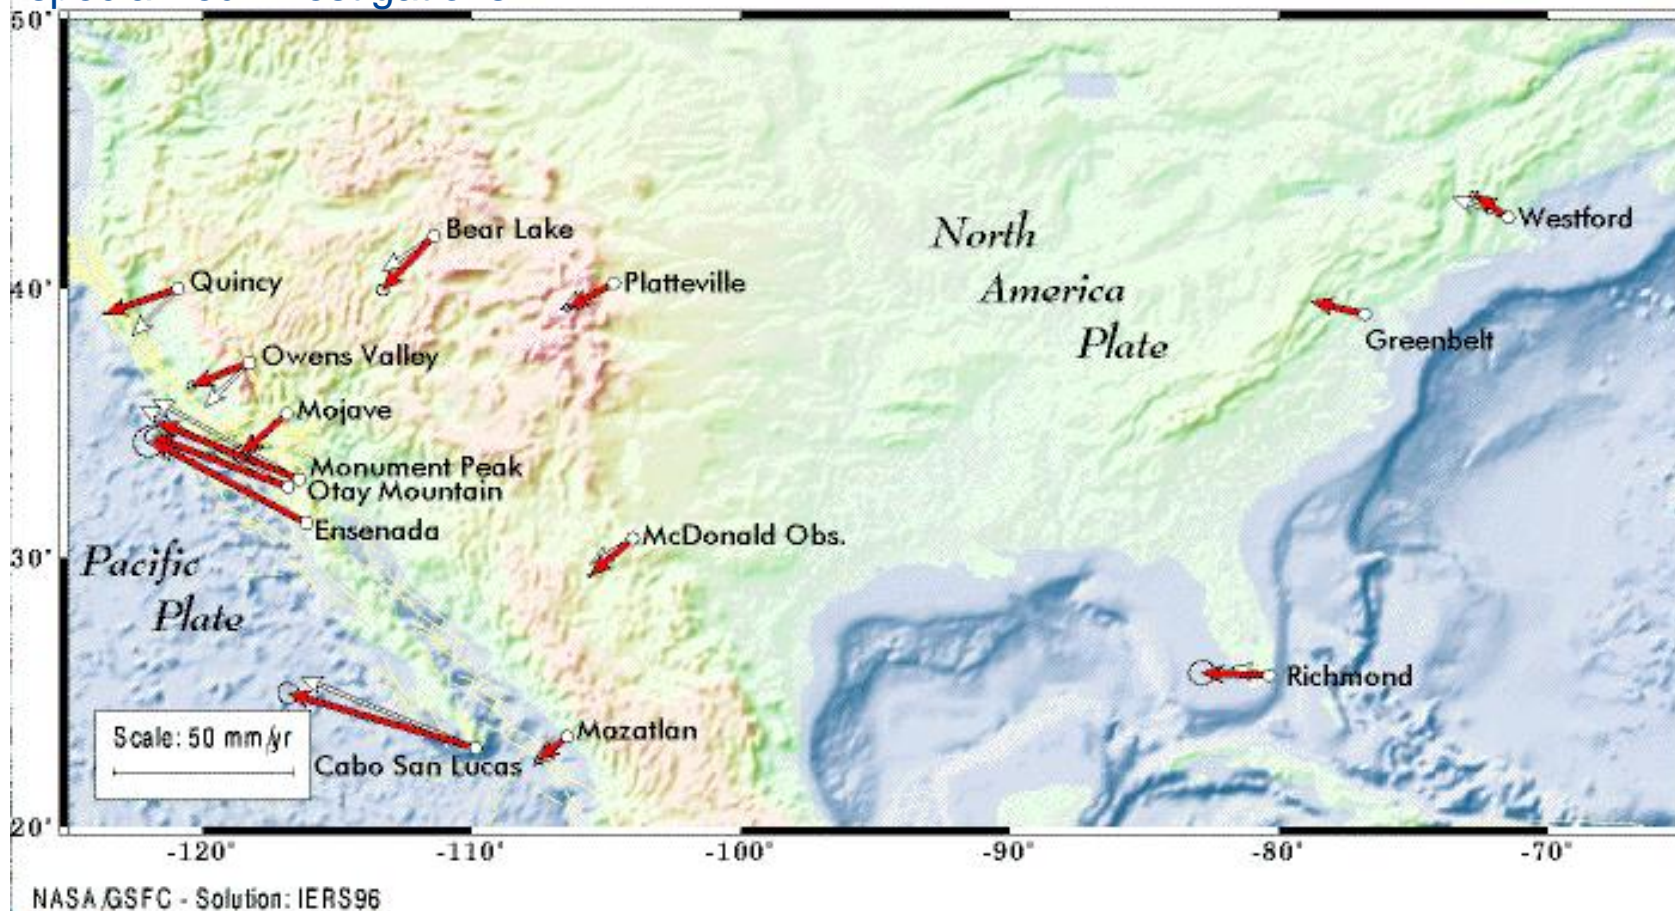 50°
40°
30°
20°
-120°
-110°
-100°
-90°
-80°
-70°
Bear Lake
Quincy
Platteville
Owens Valley
Mojave
Monument Peak
Otay Mountain
Ensenada
McDonald Obs.
North
America
Plate
Westford
Greenbelt
Pacific
Plate
Richmond
Mazatlan
Cabo San Lucas
Scale: 50 mm/yr
NASA/GSFC - Solution: IERS96